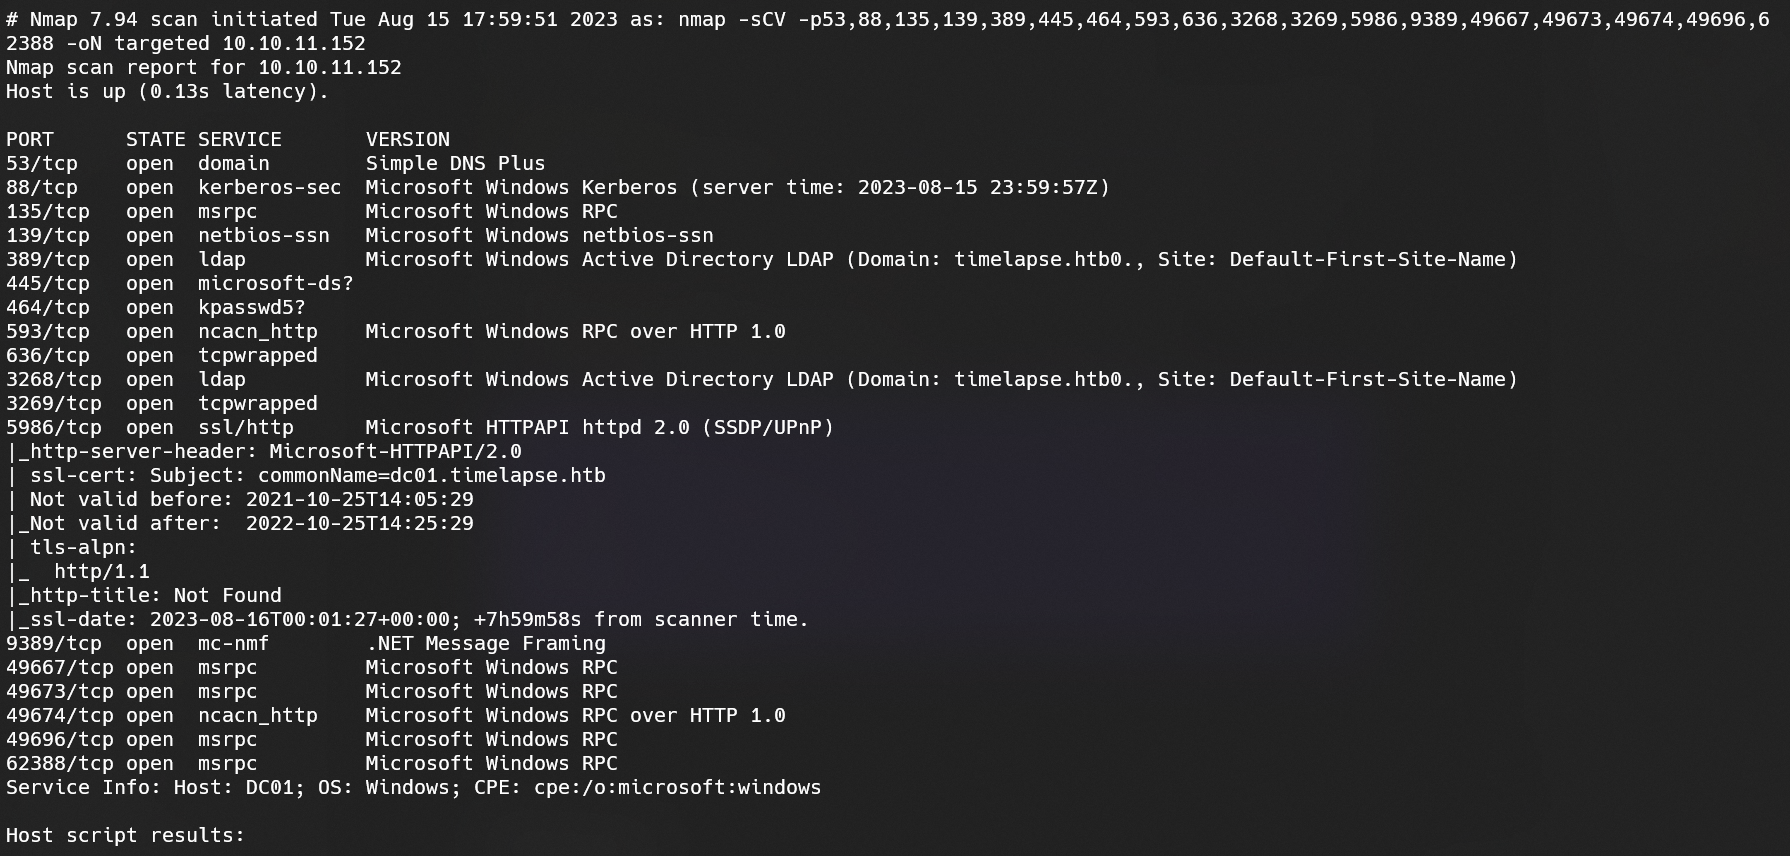 # Nmap 7.94 scan initiated Tue Aug 15 17:59:51 2023 as: nmap -sCV -p53,88,135,139,389,445,464,593,636,3268,3269,5986,9389,49667,49673,49674,49696,6
2388 -oN targeted 10.10.11.152
Nmap scan report for 10.10.11.152
Host is up (0.13s latency).

PORT      STATE SERVICE       VERSION
53/tcp    open  domain        Simple DNS Plus
88/tcp    open  kerberos-sec  Microsoft Windows Kerberos (server time: 2023-08-15 23:59:57Z)
135/tcp   open  msrpc         Microsoft Windows RPC
139/tcp   open  netbios-ssn   Microsoft Windows netbios-ssn
389/tcp   open  ldap          Microsoft Windows Active Directory LDAP (Domain: timelapse.htb0., Site: Default-First-Site-Name)
445/tcp   open  microsoft-ds?
464/tcp   open  kpasswd5?
593/tcp   open  ncacn_http    Microsoft Windows RPC over HTTP 1.0
636/tcp   open  tcpwrapped
3268/tcp  open  ldap          Microsoft Windows Active Directory LDAP (Domain: timelapse.htb0., Site: Default-First-Site-Name)
3269/tcp  open  tcpwrapped
5986/tcp  open  ssl/http      Microsoft HTTPAPI httpd 2.0 (SSDP/UPnP)
|_http-server-header: Microsoft-HTTPAPI/2.0
| ssl-cert: Subject: commonName=dc01.timelapse.htb
| Not valid before: 2021-10-25T14:05:29
|_Not valid after:  2022-10-25T14:25:29
| tls-alpn:
|_  http/1.1
|_http-title: Not Found
|_ssl-date: 2023-08-16T00:01:27+00:00; +7h59m58s from scanner time.
9389/tcp  open  mc-nmf        .NET Message Framing
49667/tcp open  msrpc         Microsoft Windows RPC
49673/tcp open  msrpc         Microsoft Windows RPC
49674/tcp open  ncacn_http    Microsoft Windows RPC over HTTP 1.0
49696/tcp open  msrpc         Microsoft Windows RPC
62388/tcp open  msrpc         Microsoft Windows RPC
Service Info: Host: DC01; OS: Windows; CPE: cpe:/o:microsoft:windows

Host script results: